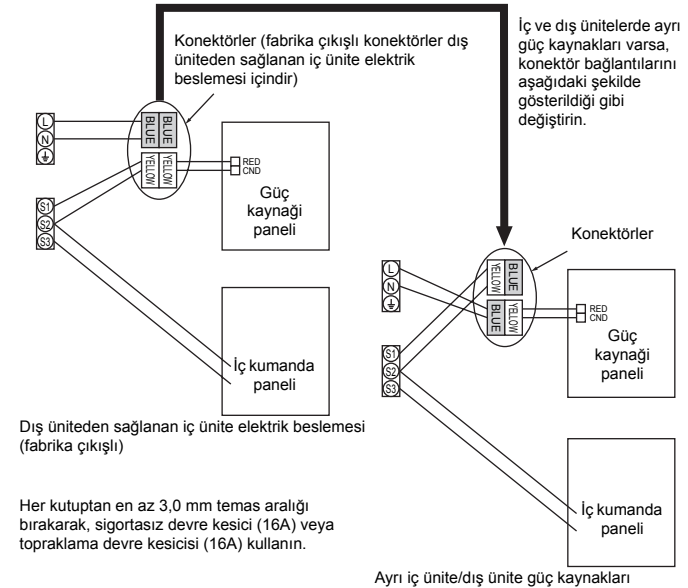 Konektörler (fabrika çıkışlı konektörler dış
üniteden sağlanan iç ünite elektrik
beslemesi içindir)
İç ve dış ünitelerde ayrı
güç kaynakları varsa,
konektör bağlantılarını
aşağıdaki şekilde
gösterildiği gibi
değiştirin.
L
N
BLUE
BLUE
YELLOW
YELLOW
RED
CND
Güç
kaynaği
paneli
S1
S2
S3
İç kumanda
paneli
Dış üniteden sağlanan iç ünite elektrik beslemesi
(fabrika çıkışlı)
Her kutuptan en az 3,0 mm temas aralığı
bırakarak, sigortasız devre kesici (16A) veya
topraklama devre kesicisi (16A) kullanın.
Konektörler
L
N
YELLOW
BLUE
BLUE
YELLOW
RED
CND
Güç
kaynaği
paneli
S1
S2
S3
İç kumanda
paneli
Ayrı iç ünite/dış ünite güç kaynakları